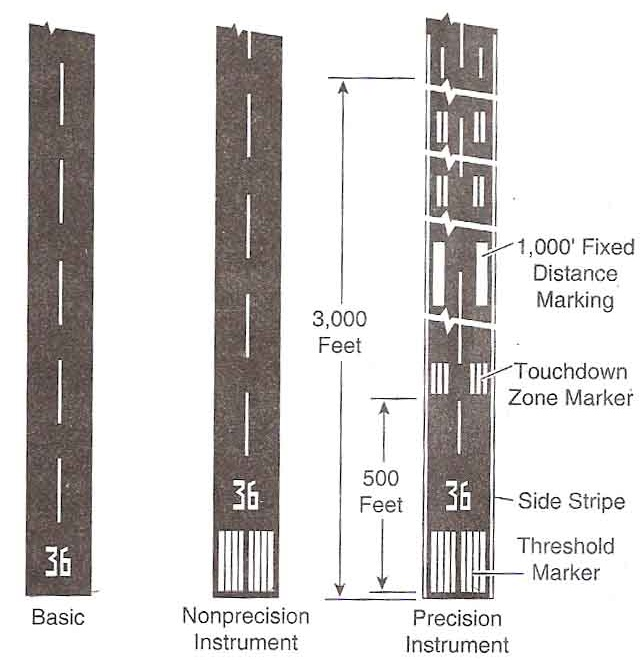 1,000' Fixed
Distance
Marking
3,000
Feet
Touchdown
Zone Marker
500
Feet
36
36
Side Stripe
36
Threshold
Marker
Basic
Nonprecision
Instrument
Precision
Instrument